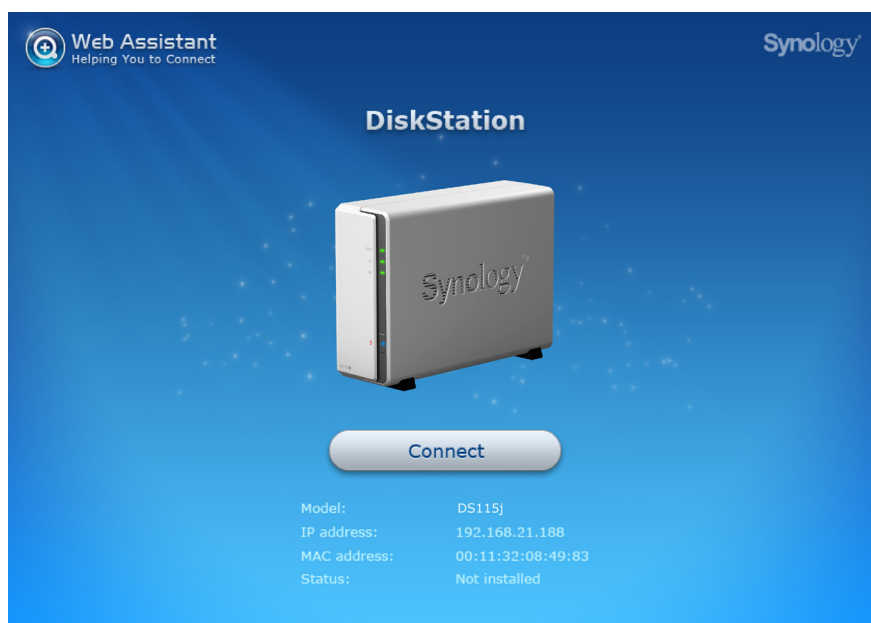 Web Assistant
Helping You to Connect
Synology
DiskStation
Synology
Connect
Model: DS115j
IP address: 192.168.21.188
MAC address: 00:11:32:08:49:83
Status: Not installed